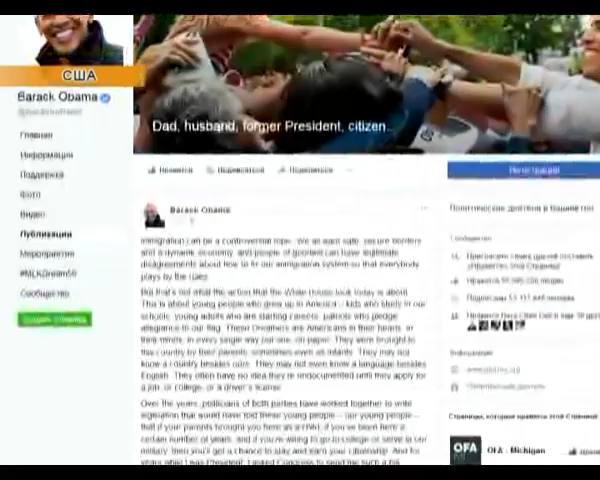 США
Barack Obama
Dad, husband, former President, citizen.
Главная
Информация
Поддержка
Фото
Видео
Публикации
Мероприятия
#MLKDream50
Сообщество
Нравится
Подписаться
Поделиться
Регистрация
Barack Obama
Immigration can be a controversial topic. We all want safe, secure borders
and a dynamic economy, and people of goodwill can have legitimate
disagreements about how to fix our immigration system so that everybody
plays by the rules.
But that's not what the action that the White House took today is about.
This is about young people who grew up in America – kids who study in our
schools, young adults who are starting careers, patriots who pledge
allegiance to our flag. These Dreamers are Americans in their hearts, in
their minds, in every single way but one: on paper. They were brought to
this country by their parents, sometimes even as infants. They may not
know a country besides ours. They may not even know a language besides
English. They often have no idea they're undocumented until they apply for
a job, or college, or a driver's license.
Over the years, politicians of both parties have worked together to write
legislation that would have told these young people – our young people –
that if your parents brought you here as a child, if you've been here a
certain number of years, and if you're willing to go to college or serve in our
military, then you'll get a chance to stay and earn your citizenship. And for
years while I was President, I asked Congress to send me such a bill.
Сообщество
Информация
OFA
OFA - Michigan